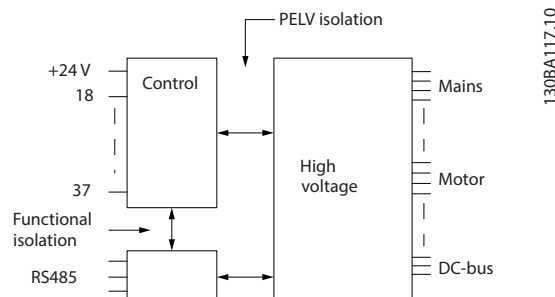 PELV isolation
130BA117.10
+24 V
Control
Mains
18
High
voltage
37
Motor
Functional
isolation
RS485
DC-bus